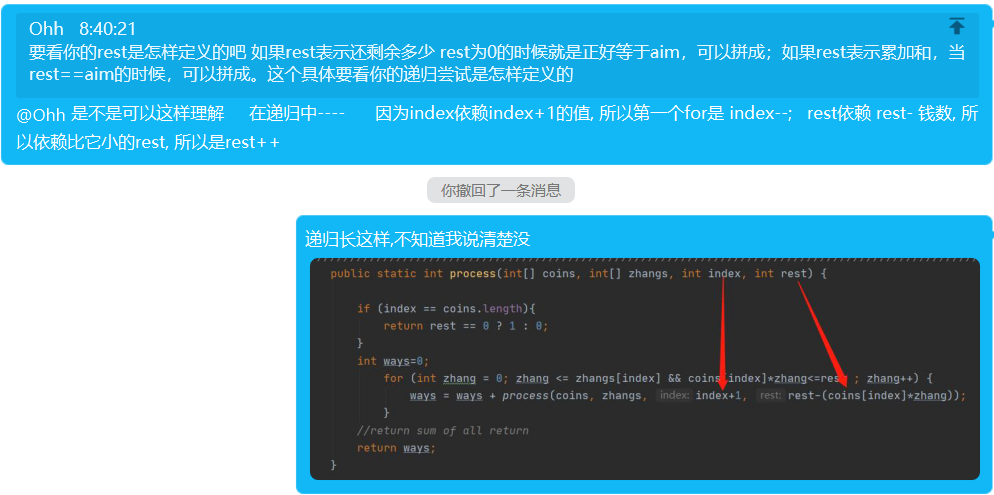 Ohh 8:40:21
要看你的rest是怎样定义的吧 如果rest表示还剩余多少 rest为0的时候就是正好等于aim，可以拼成；如果rest表示累加和，当
rest==aim的时候，可以拼成。这个具体要看你的递归尝试是怎样定义的
@Ohh 是不是可以这样理解 在递归中---- 因为index依赖index+1的值, 所以第一个for是 index--; rest依赖 rest- 钱数, 所
以依赖比它小的rest, 所以是rest++
你撤回了一条消息
递归长这样,不知道我说清楚没
public static int process(int[] coins, int[] zhangs, int index, int rest) {
if (index == coins.length){
return rest == 0 ? 1 : 0;
}
int ways=0;
for (int zhang = 0; zhang <= zhangs[index] && coins[index]*zhang<=rest ; zhang++) {
ways = ways + process(coins, zhangs, index: index+1, rest: rest-(coins[index]*zhang));
}
//return sum of all return
return ways;
}